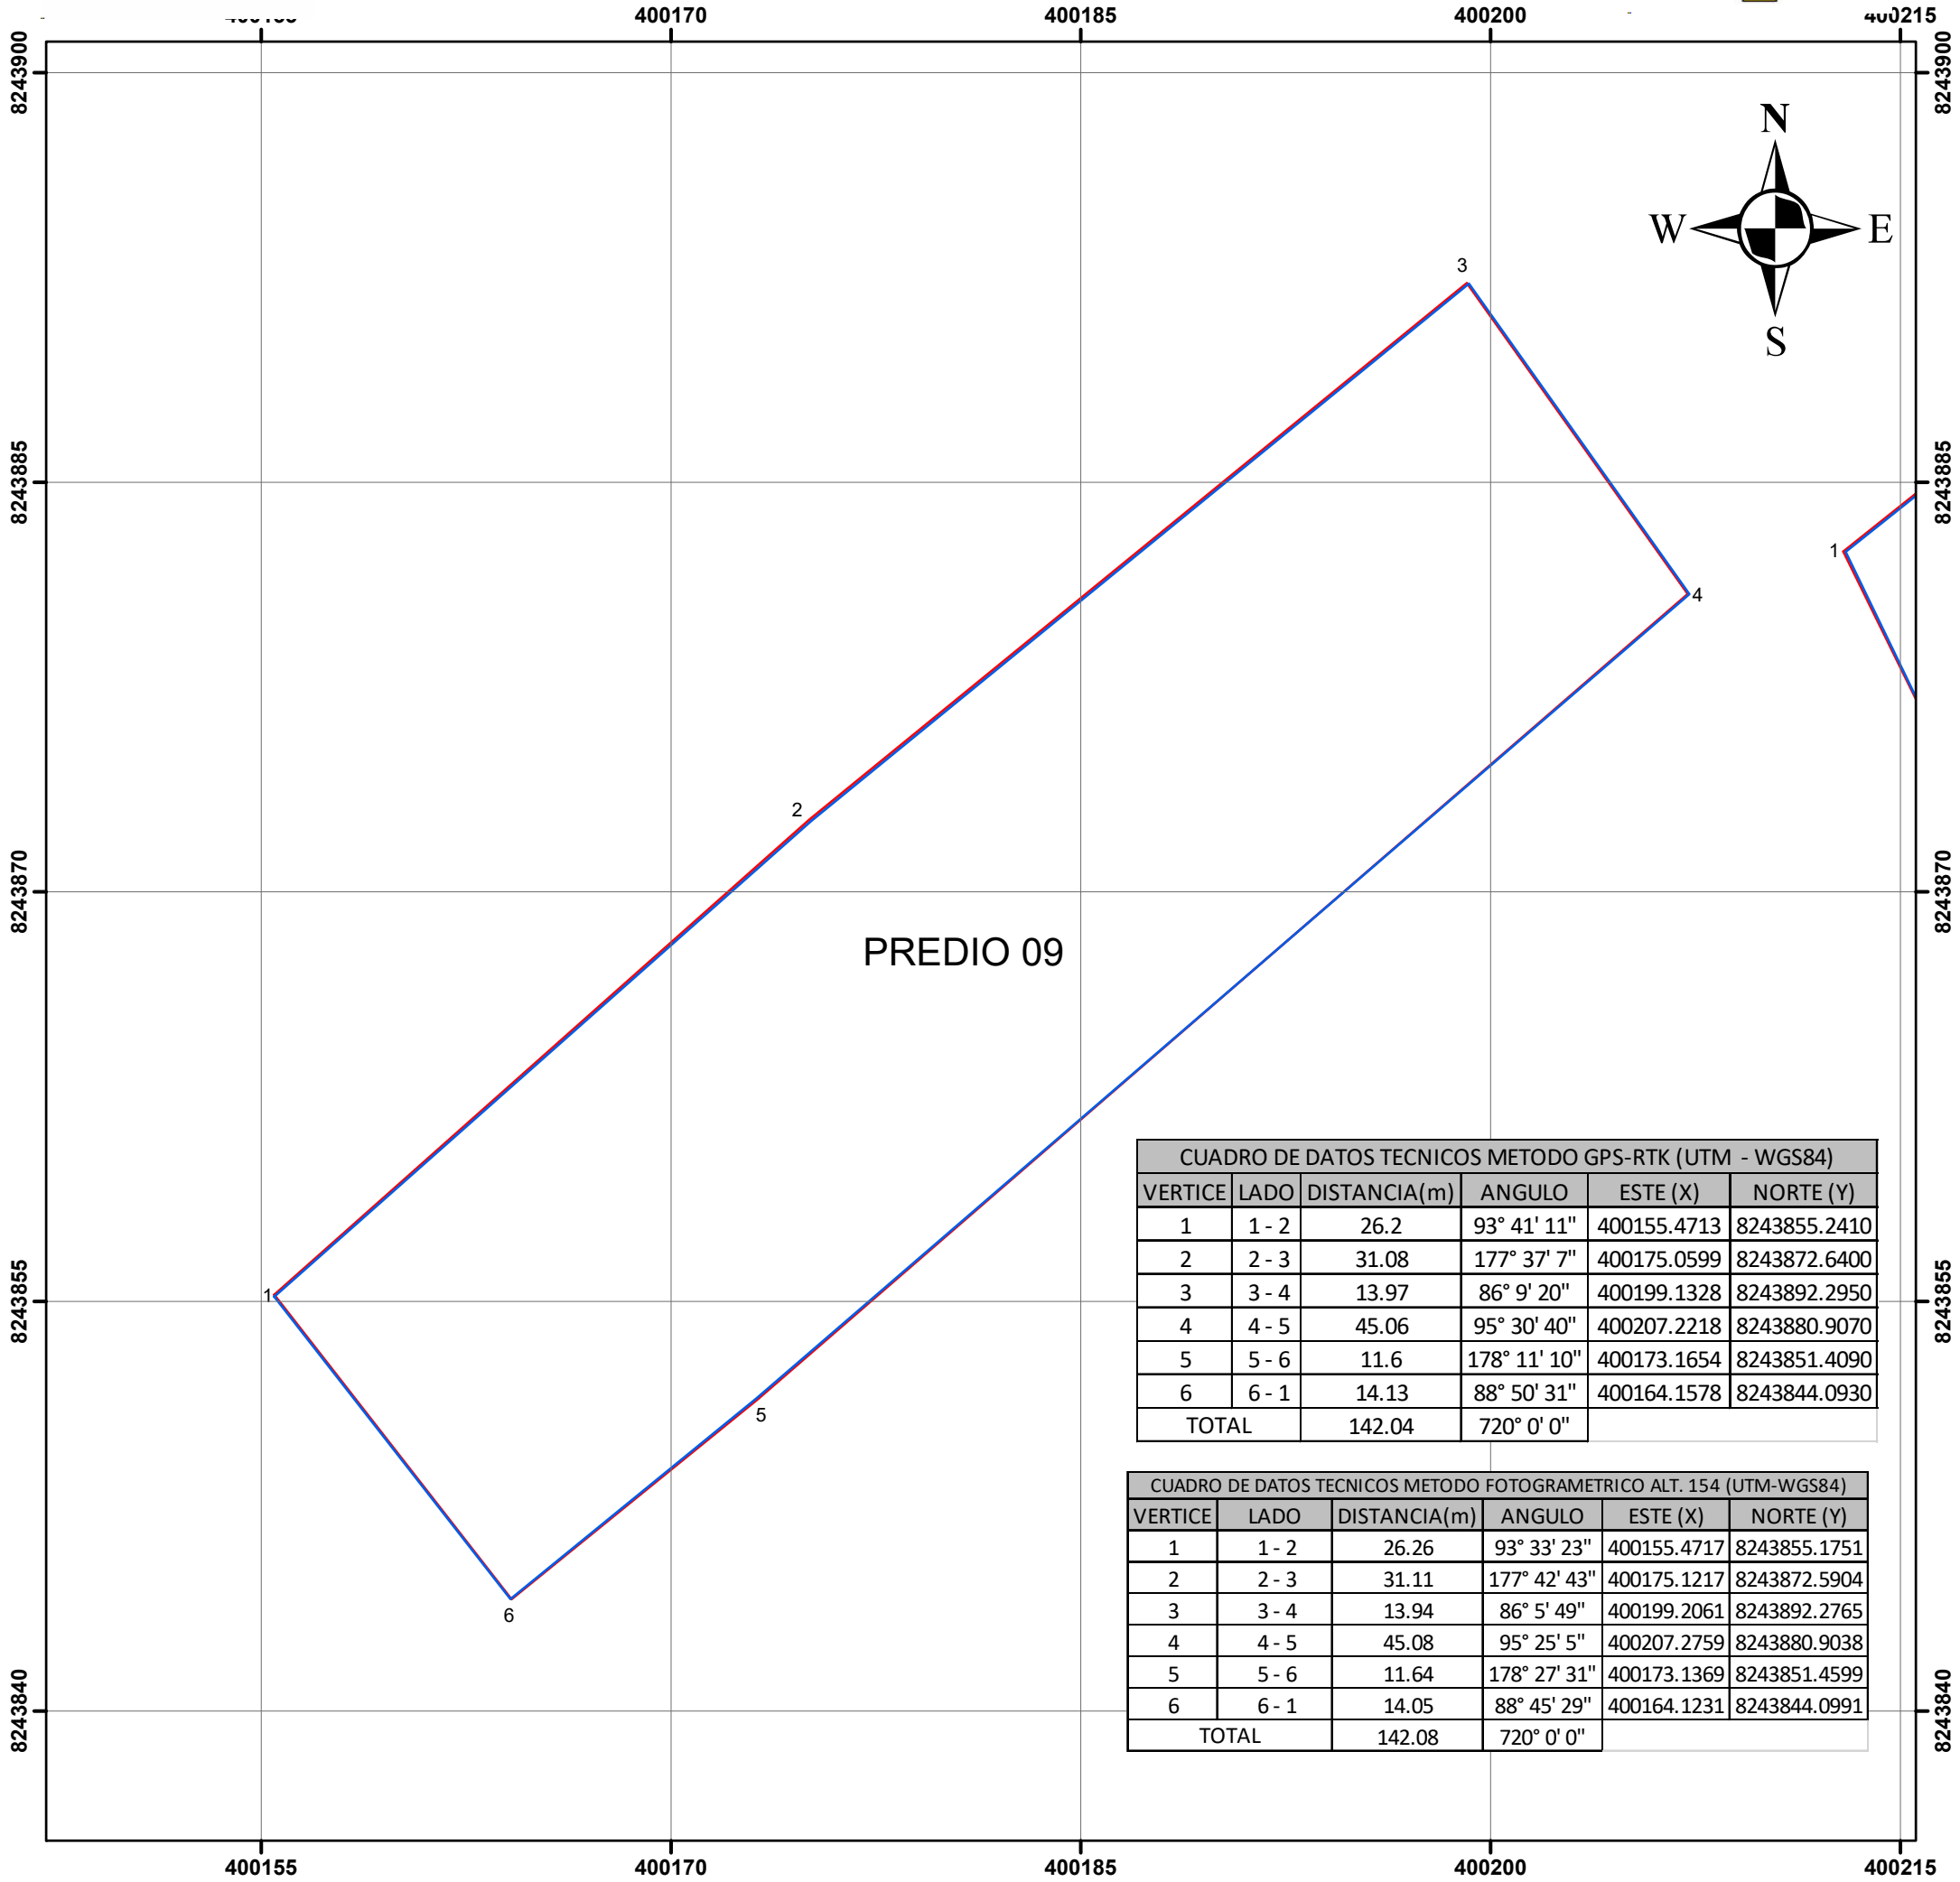 400170 400185 400200 400215
8243900 8243900
N
W E
S
3
8243885 8243885
1
4
2
8243870 8243870
PREDIO 09
CUADRO DE DATOS TECNICOS METODO GPS-RTK (UTM - WGS84)
VERTICE LADO DISTANCIA(m) ANGULO ESTE (X) NORTE (Y)
1 1 - 2 26.2 93° 41' 11" 400155.4713 8243855.2410
2 2 - 3 31.08 177° 37' 7" 400175.0599 8243872.6400
3 3 - 4 13.97 86° 9' 20" 400199.1328 8243892.2950
4 4 - 5 45.06 95° 30' 40" 400207.2218 8243880.9070
5 5 - 6 11.6 178° 11' 10" 400173.1654 8243851.4090
6 6 - 1 14.13 88° 50' 31" 400164.1578 8243844.0930
TOTAL 142.04 720° 0' 0"
8243855 8243855
1
5
6
CUADRO DE DATOS TECNICOS METODO FOTOGRAMETRICO ALT. 154 (UTM-WGS84)
VERTICE LADO DISTANCIA(m) ANGULO ESTE (X) NORTE (Y)
1 1 - 2 26.26 93° 33' 23" 400155.4717 8243855.1751
2 2 - 3 31.11 177° 42' 43" 400175.1217 8243872.5904
3 3 - 4 13.94 86° 5' 49" 400199.2061 8243892.2765
4 4 - 5 45.08 95° 25' 5" 400207.2759 8243880.9038
5 5 - 6 11.64 178° 27' 31" 400173.1369 8243851.4599
6 6 - 1 14.05 88° 45' 29" 400164.1231 8243844.0991
TOTAL 142.08 720° 0' 0"
8243840 8243840
400155 400170 400185 400200 400215